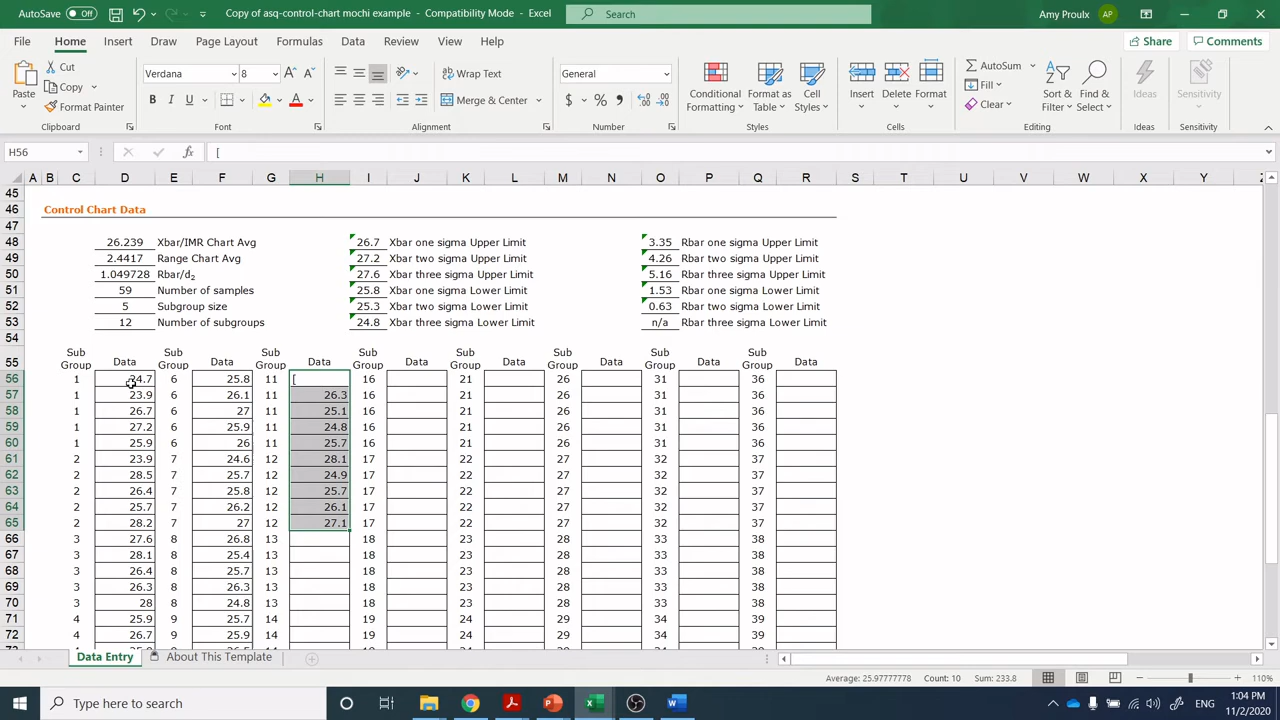 AutoSave Off
Copy of asq-control-chart mochi example - Compatibility Mode - Excel
Search
Amy Proulx AP
File Home Insert Draw Page Layout Formulas Data Review View Help
Share Comments
Paste Cut Copy Format Painter
Verdana 8
B I U
Wrap Text
Merge & Center
General
$ % ,
Conditional Formatting Format as Table Cell Styles
Insert Delete Format
AutoSum Fill Clear
Sort & Filter Find & Select
Ideas Sensitivity
Clipboard Font Alignment Number Styles Cells Editing Ideas Sensitivity
H56 fx [
A B C D E F G H I J K L M N O P Q R S T U V W X Y Z
45
46 Control Chart Data
47
48 26.239 Xbar/IMR Chart Avg 26.7 Xbar one sigma Upper Limit 3.35 Rbar one sigma Upper Limit
49 2.4417 Range Chart Avg 27.2 Xbar two sigma Upper Limit 4.26 Rbar two sigma Upper Limit
50 1.049728 Rbar/d2 27.6 Xbar three sigma Upper Limit 5.16 Rbar three sigma Upper Limit
51 59 Number of samples 25.8 Xbar one sigma Lower Limit 1.53 Rbar one sigma Lower Limit
52 5 Subgroup size 25.3 Xbar two sigma Lower Limit 0.63 Rbar two sigma Lower Limit
53 12 Number of subgroups 24.8 Xbar three sigma Lower Limit n/a Rbar three sigma Lower Limit
54
55 Sub Group Data Sub Group Data Sub Group Data Sub Group Data Sub Group Data Sub Group Data Sub Group Data Sub Group Data
56 1 24.7 6 25.8 11 [ 16 21 26 31 36
57 1 23.9 6 26.1 11 26.3 16 21 26 31 36
58 1 26.7 6 27 11 25.1 16 21 26 31 36
59 1 27.2 6 25.9 11 24.8 16 21 26 31 36
60 1 25.9 6 26 11 25.7 16 21 26 31 36
61 2 23.9 7 24.6 12 28.1 17 22 27 32 37
62 2 28.5 7 25.7 12 24.9 17 22 27 32 37
63 2 26.4 7 25.8 12 25.7 17 22 27 32 37
64 2 25.7 7 26.2 12 26.1 17 22 27 32 37
65 2 28.2 7 27 12 27.1 17 22 27 32 37
66 3 27.6 8 26.8 13 18 23 28 33 38
67 3 28.1 8 25.4 13 18 23 28 33 38
68 3 26.4 8 25.7 13 18 23 28 33 38
69 3 26.3 8 26.3 13 18 23 28 33 38
70 3 28 8 24.8 13 18 23 28 33 38
71 4 25.9 9 25.7 14 19 24 29 34 39
72 4 26.7 9 25.9 14 19 24 29 34 39
Data Entry About This Template
Average: 25.97777778 Count: 10 Sum: 233.8 110%
Type here to search
ENG 1:04 PM
11/2/2020